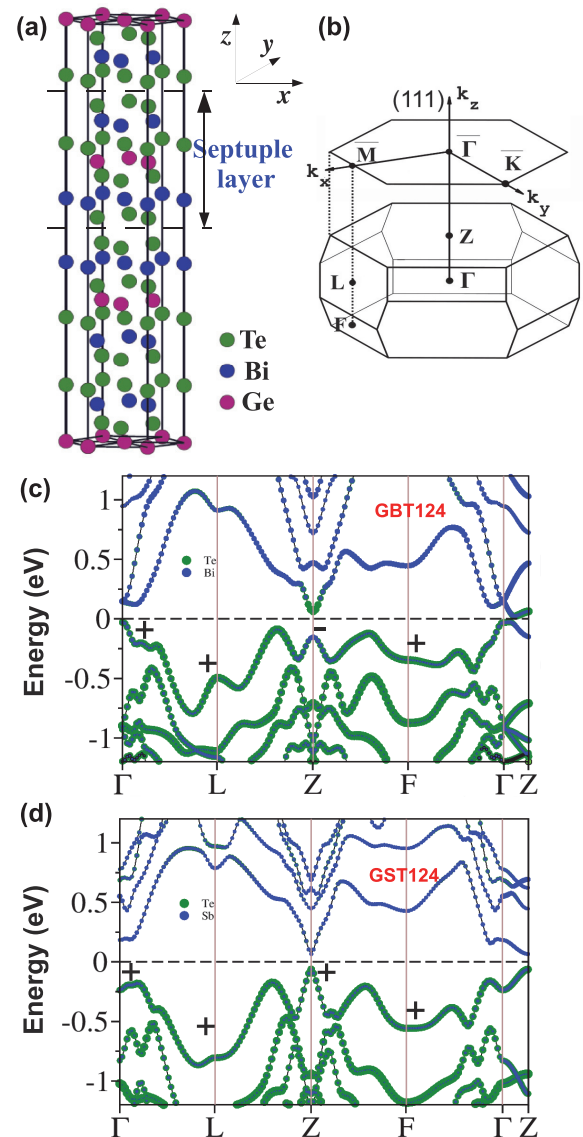 (a)
z
y
x
Septuple
layer
Te
Bi
Ge
(b)
(111)
k_z
M̅
Γ̅
K̅
k_x
k_y
Z
L
Γ
F
(c)
GBT124
Te
Bi
Energy (eV)
1
0.5
0
-0.5
-1
+
+
-
+
Γ
L
Z
F
Γ
Z
(d)
GST124
Te
Sb
Energy (eV)
1
0.5
0
-0.5
-1
+
+
+
+
Γ
L
Z
F
Γ
Z